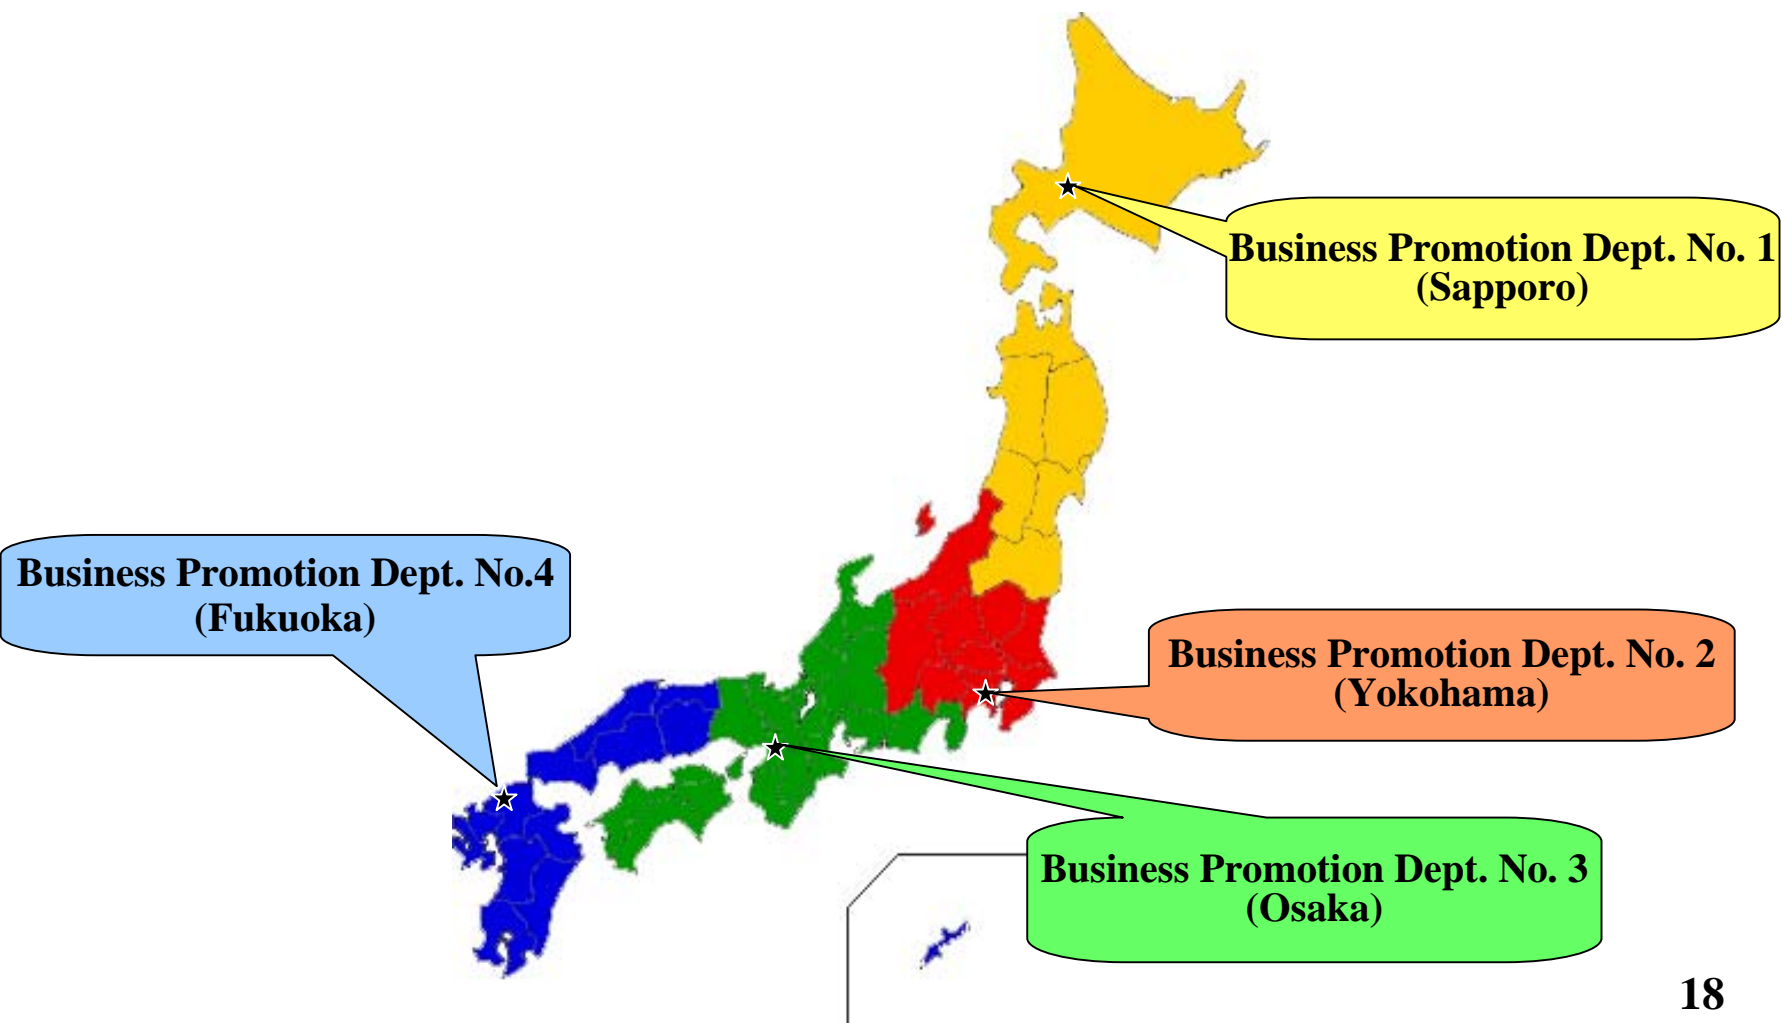 Business Promotion Dept. No. 1
(Sapporo)
Business Promotion Dept. No.4
(Fukuoka)
Business Promotion Dept. No. 2
(Yokohama)
Business Promotion Dept. No. 3
(Osaka)
18